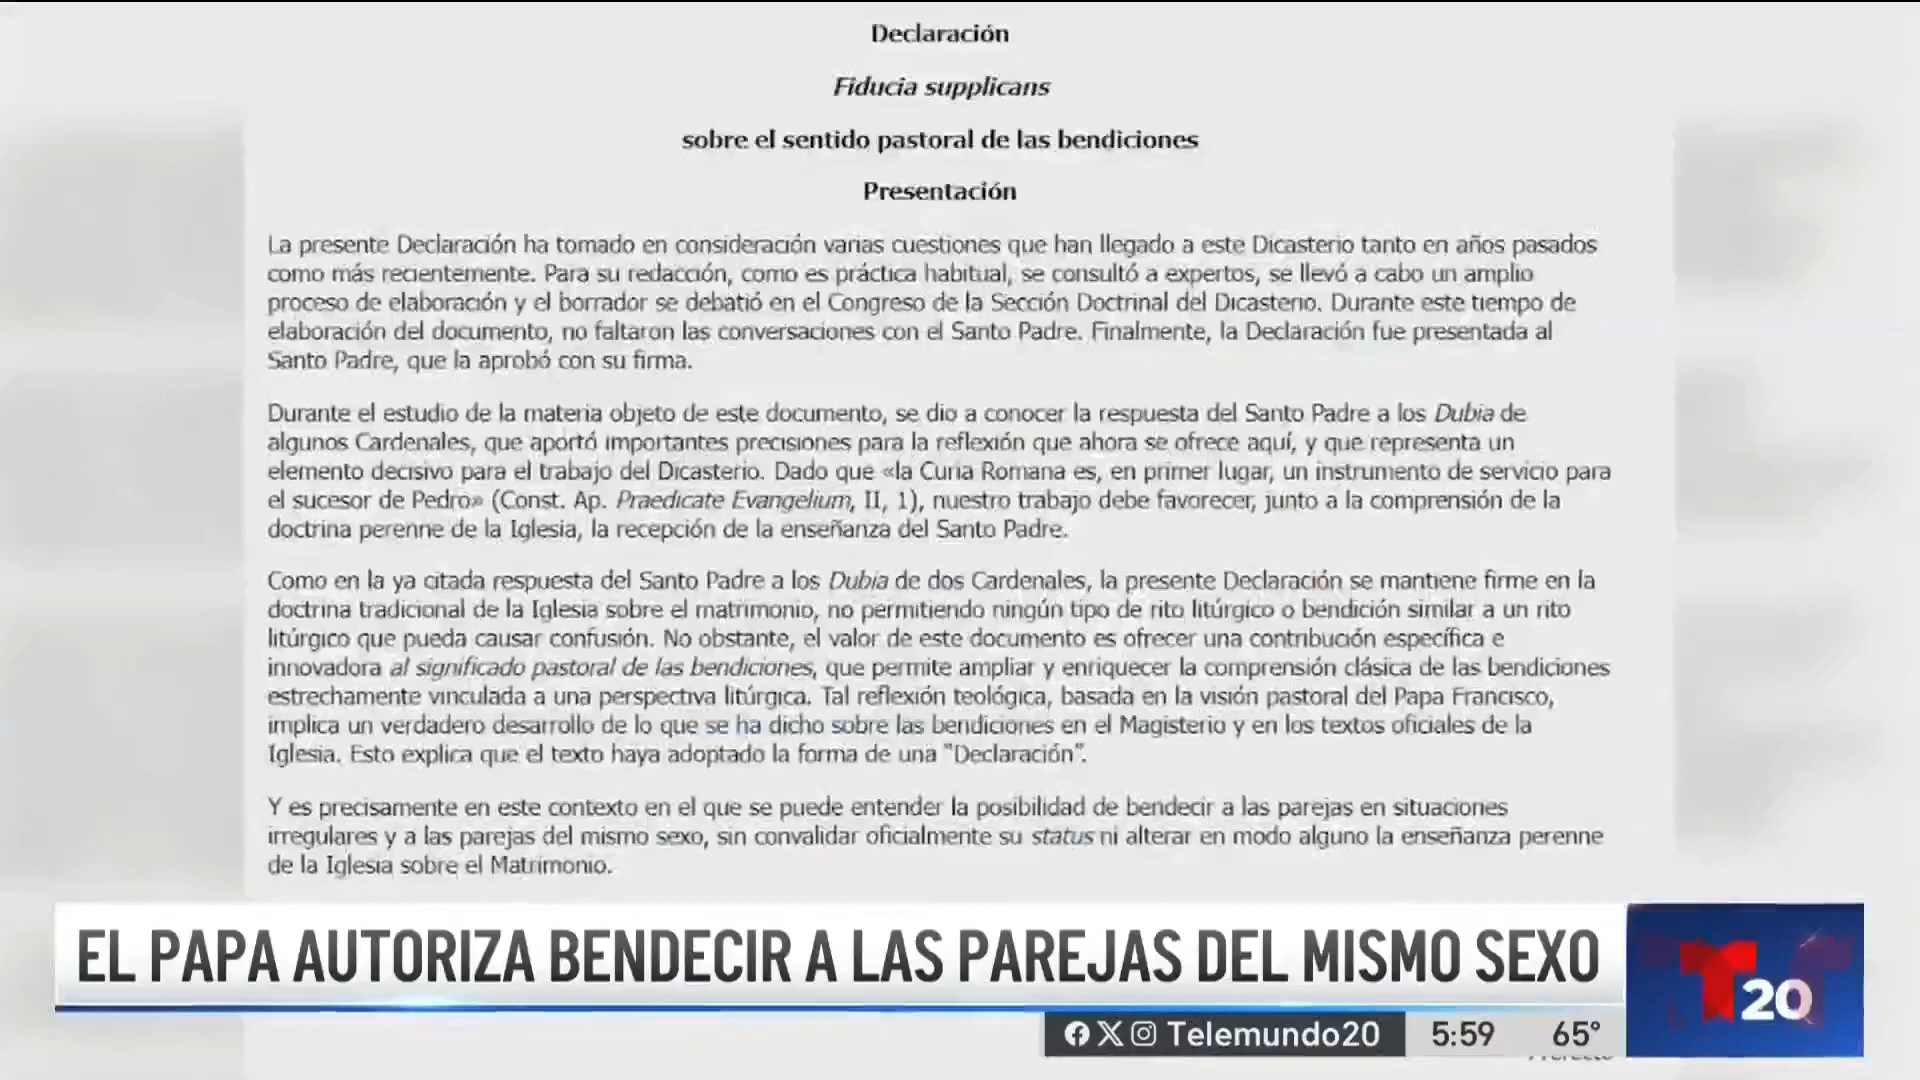 Declaración
Fiducia supplicans
sobre el sentido pastoral de las bendiciones
Presentación
La presente Declaración ha tomado en consideración varias cuestiones que han llegado a este Dicasterio tanto en años pasados
como más recientemente. Para su redacción, como es práctica habitual, se consultó a expertos, se llevó a cabo un amplio
proceso de elaboración y el borrador se debatió en el Congreso de la Sección Doctrinal del Dicasterio. Durante este tiempo de
elaboración del documento, no faltaron las conversaciones con el Santo Padre. Finalmente, la Declaración fue presentada al
Santo Padre, que la aprobó con su firma.
Durante el estudio de la materia objeto de este documento, se dio a conocer la respuesta del Santo Padre a los Dubia de
algunos Cardenales, que aportó importantes precisiones para la reflexión que ahora se ofrece aquí, y que representa un
elemento decisivo para el trabajo del Dicasterio. Dado que «la Curia Romana es, en primer lugar, un instrumento de servicio para
el sucesor de Pedro» (Const. Ap. Praedicate Evangelium, II, 1), nuestro trabajo debe favorecer, junto a la comprensión de la
doctrina perenne de la Iglesia, la recepción de la enseñanza del Santo Padre.
Como en la ya citada respuesta del Santo Padre a los Dubia de dos Cardenales, la presente Declaración se mantiene firme en la
doctrina tradicional de la Iglesia sobre el matrimonio, no permitiendo ningún tipo de rito litúrgico o bendición similar a un rito
litúrgico que pueda causar confusión. No obstante, el valor de este documento es ofrecer una contribución específica e
innovadora al significado pastoral de las bendiciones, que permite ampliar y enriquecer la comprensión clásica de las bendiciones
estrechamente vinculada a una perspectiva litúrgica. Tal reflexión teológica, basada en la visión pastoral del Papa Francisco,
implica un verdadero desarrollo de lo que se ha dicho sobre las bendiciones en el Magisterio y en los textos oficiales de la
Iglesia. Esto explica que el texto haya adoptado la forma de una "Declaración".
Y es precisamente en este contexto en el que se puede entender la posibilidad de bendecir a las parejas en situaciones
irregulares y a las parejas del mismo sexo, sin convalidar oficialmente su status ni alterar en modo alguno la enseñanza perenne
de la Iglesia sobre el Matrimonio.
EL PAPA AUTORIZA BENDECIR A LAS PAREJAS DEL MISMO SEXO
20
Telemundo20 5:59 65°